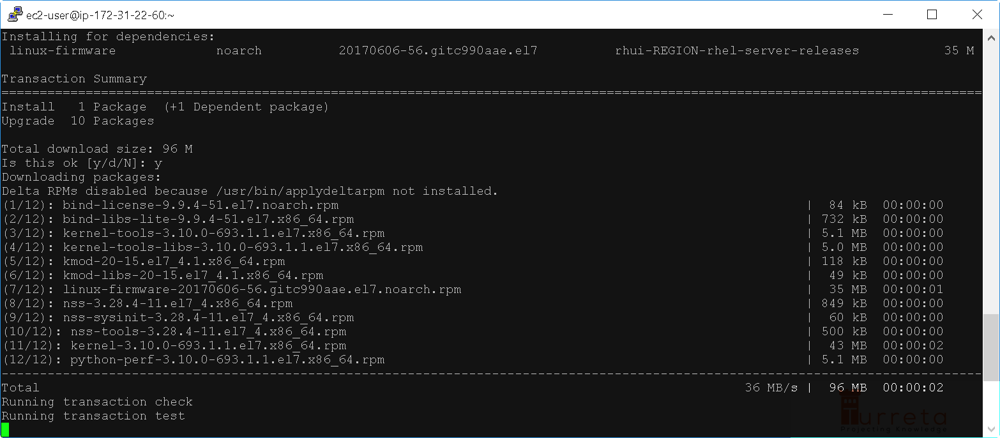 ec2-user@ip-172-31-22-60:~
Installing for dependencies:
linux-firmware noarch 20170606-56.gitc990aae.el7 rhui-REGION-rhel-server-releases 35 M
Transaction Summary
================================================================================================================================
Install 1 Package (+1 Dependent package)
Upgrade 10 Packages
Total download size: 96 M
Is this ok [y/d/N]: y
Downloading packages:
Delta RPMs disabled because /usr/bin/applydeltarpm not installed.
(1/12): bind-license-9.9.4-51.el7.noarch.rpm | 84 kB 00:00:00
(2/12): bind-libs-lite-9.9.4-51.el7.x86_64.rpm | 732 kB 00:00:00
(3/12): kernel-tools-3.10.0-693.1.1.el7.x86_64.rpm | 5.1 MB 00:00:00
(4/12): kernel-tools-libs-3.10.0-693.1.1.el7.x86_64.rpm | 5.0 MB 00:00:00
(5/12): kmod-20-15.el7_4.1.x86_64.rpm | 118 kB 00:00:00
(6/12): kmod-libs-20-15.el7_4.1.x86_64.rpm | 49 kB 00:00:00
(7/12): linux-firmware-20170606-56.gitc990aae.el7.noarch.rpm | 35 MB 00:00:01
(8/12): nss-3.28.4-11.el7_4.x86_64.rpm | 849 kB 00:00:00
(9/12): nss-sysinit-3.28.4-11.el7_4.x86_64.rpm | 60 kB 00:00:00
(10/12): nss-tools-3.28.4-11.el7_4.x86_64.rpm | 500 kB 00:00:00
(11/12): kernel-3.10.0-693.1.1.el7.x86_64.rpm | 43 MB 00:00:02
(12/12): python-perf-3.10.0-693.1.1.el7.x86_64.rpm | 5.1 MB 00:00:00
--------------------------------------------------------------------------------------------------------------------------------
Total 36 MB/s | 96 MB 00:00:02
Running transaction check
Running transaction test
Turreta
Projecting Knowledge